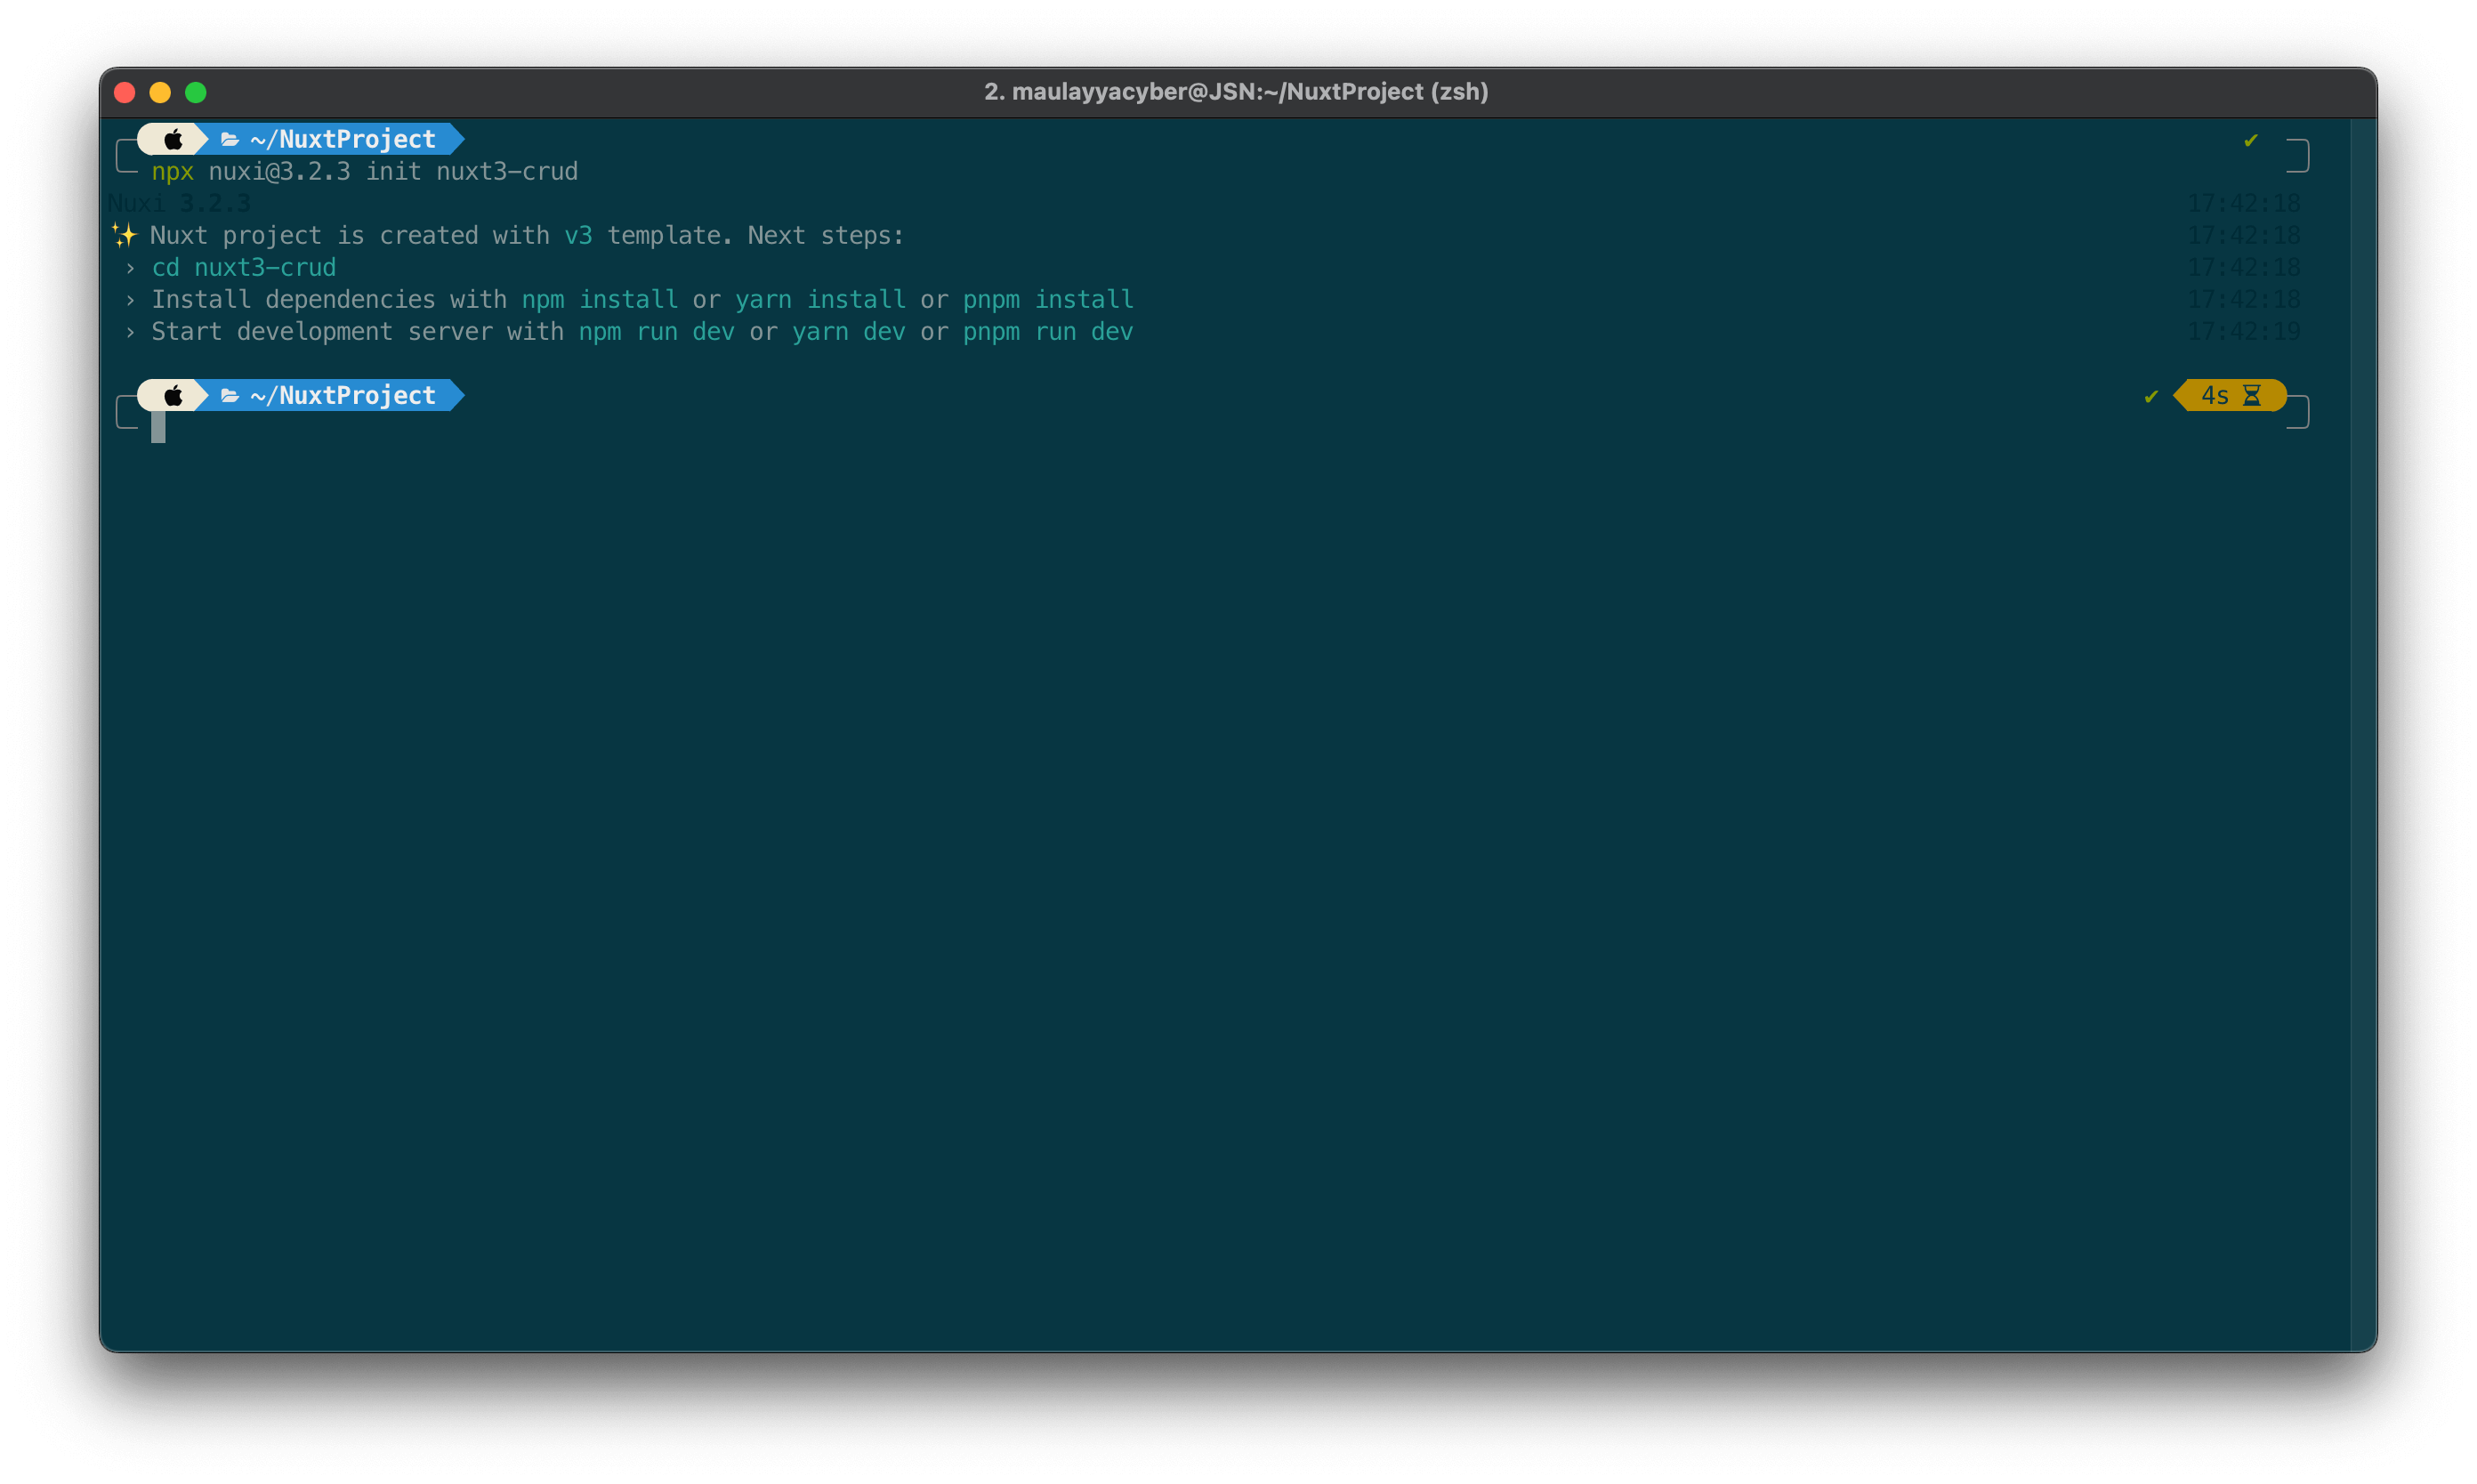 2. maulayyacyber@JSN:~/NuxtProject (zsh)
~/NuxtProject ✔
npx nuxi@3.2.3 init nuxt3-crud
Nuxi 3.2.3 17:42:18
✨ Nuxt project is created with v3 template. Next steps: 17:42:18
› cd nuxt3-crud 17:42:18
› Install dependencies with npm install or yarn install or pnpm install 17:42:18
› Start development server with npm run dev or yarn dev or pnpm run dev 17:42:19
~/NuxtProject ✔ 4s